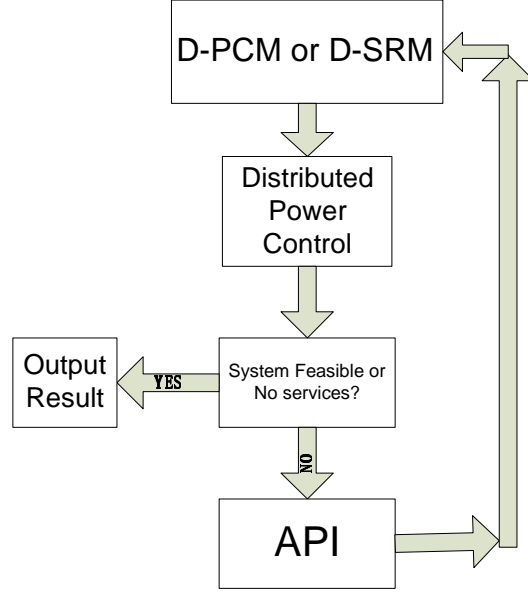 D-PCM or D-SRM
Distributed
Power
Control
System Feasible or
No services?
YES
Output
Result
NO
API